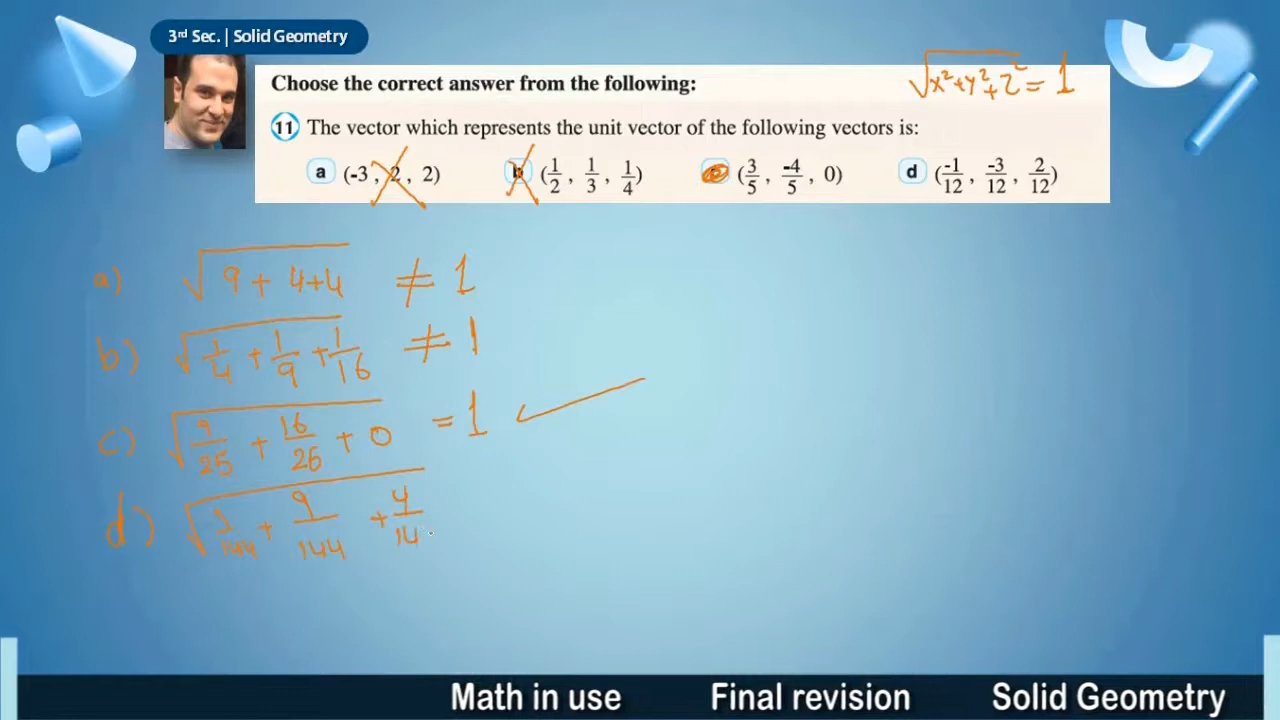 3rd Sec. | Solid Geometry
Choose the correct answer from the following:
√x²+y²+z² = 1
11 The vector which represents the unit vector of the following vectors is:
a (-3 , 2 , 2) b (1/2 , 1/3 , 1/4) (3/5 , -4/5 , 0) d (-1/12 , -3/12 , 2/12)
a) √9 + 4+4 ≠ 1
b) √1/4 + 1/9 + 1/16 ≠ 1
c) √9/25 + 16/25 + 0 = 1 ✓
d) √1/144 + 9/144 + 4/14
Math in use Final revision Solid Geometry